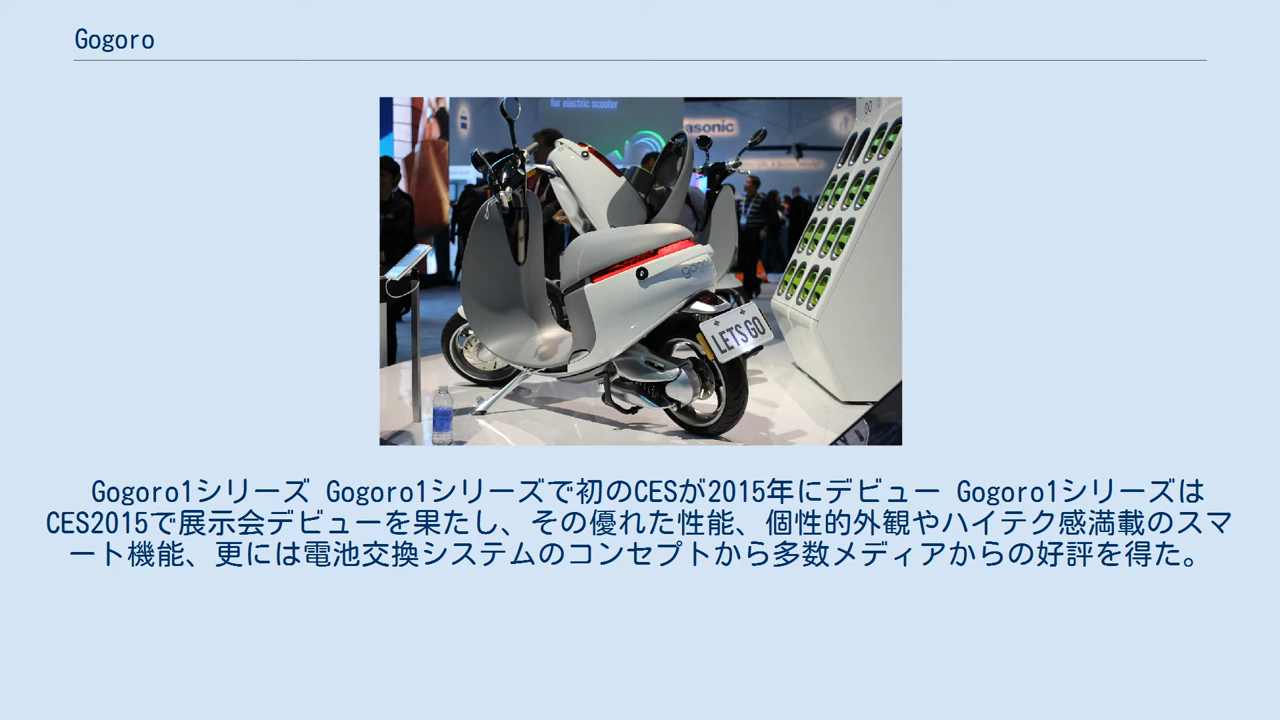 Gogoro
for electric scooter
asonic
gogoro
LETS GO
Gogoro1シリーズ Gogoro1シリーズで初のCESが2015年にデビュー Gogoro1シリーズは
CES2015で展示会デビューを果たし、その優れた性能、個性的外観やハイテク感満載のスマ
ート機能、更には電池交換システムのコンセプトから多数メディアからの好評を得た。